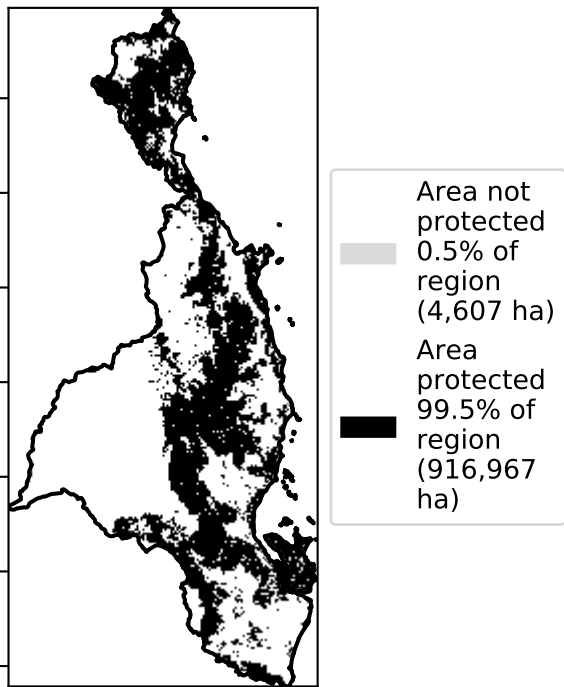 Area not
protected
0.5% of
region
(4,607 ha)
Area
protected
99.5% of
region
(916,967
ha)